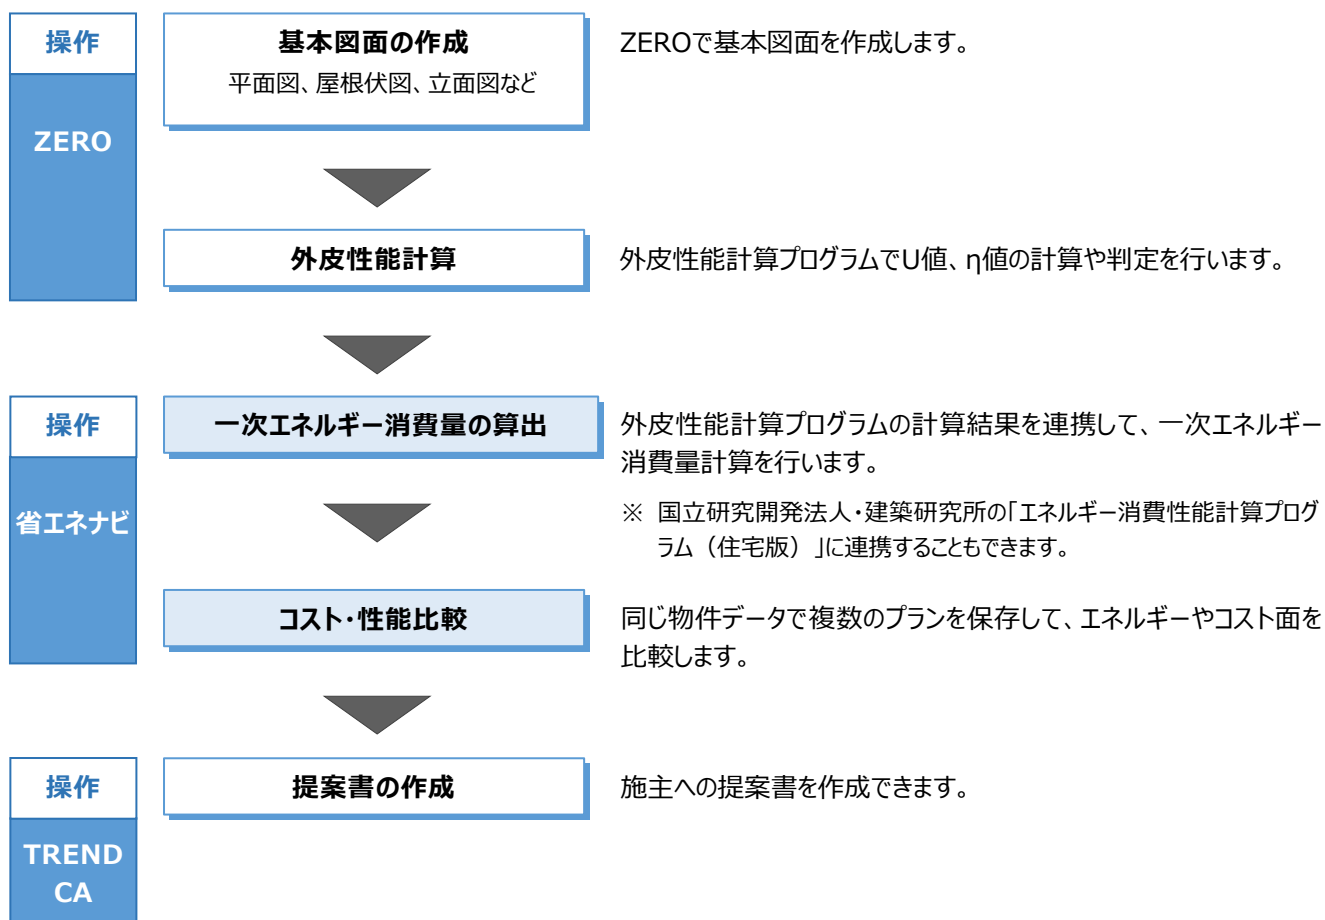 操作
ZERO
基本図面の作成
平面図、屋根伏図、立面図など
ZEROで基本図面を作成します。
外皮性能計算
外皮性能計算プログラムでU値、η値の計算や判定を行います。
操作
省エネナビ
一次エネルギー消費量の算出
外皮性能計算プログラムの計算結果を連携して、一次エネルギー
消費量計算を行います。
※ 国立研究開発法人・建築研究所の「エネルギー消費性能計算プログ
ラム（住宅版）」に連携することもできます。
コスト・性能比較
同じ物件データで複数のプランを保存して、エネルギーやコスト面を
比較します。
操作
TREND
CA
提案書の作成
施主への提案書を作成できます。